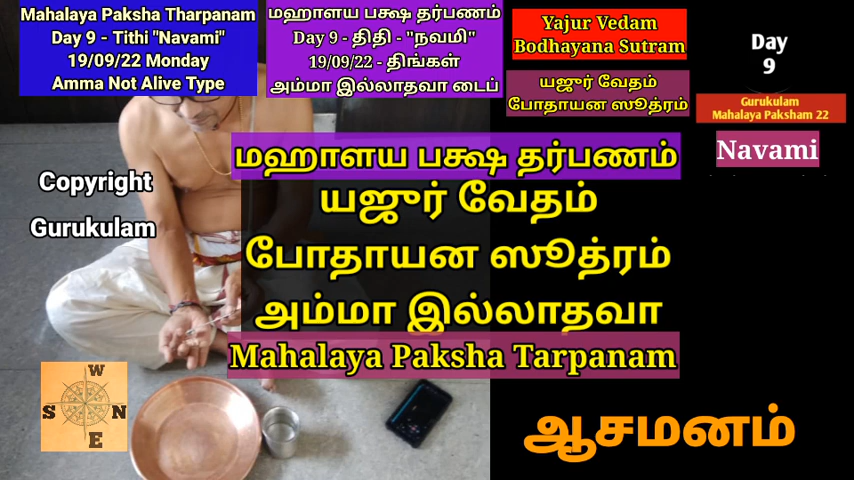 Mahalaya Paksha Tharpanam
Day 9 - Tithi "Navami"
19/09/22 Monday
Amma Not Alive Type
மஹாளய பக்ஷ தர்பணம்
Day 9 - திதி - "நவமி"
19/09/22 - திங்கள்
அம்மா இல்லாதவா டைப்
Yajur Vedam
Bodhayana Sutram
யஜுர் வேதம்
போதாயன ஸூத்ரம்
Day
9
Gurukulam
Mahalaya Paksham 22
Navami
Copyright
Gurukulam
மஹாளய பக்ஷ தர்பணம்
யஜுர் வேதம்
போதாயன ஸூத்ரம்
அம்மா இல்லாதவா
Mahalaya Paksha Tarpanam
W
S N
E
ஆசமனம்